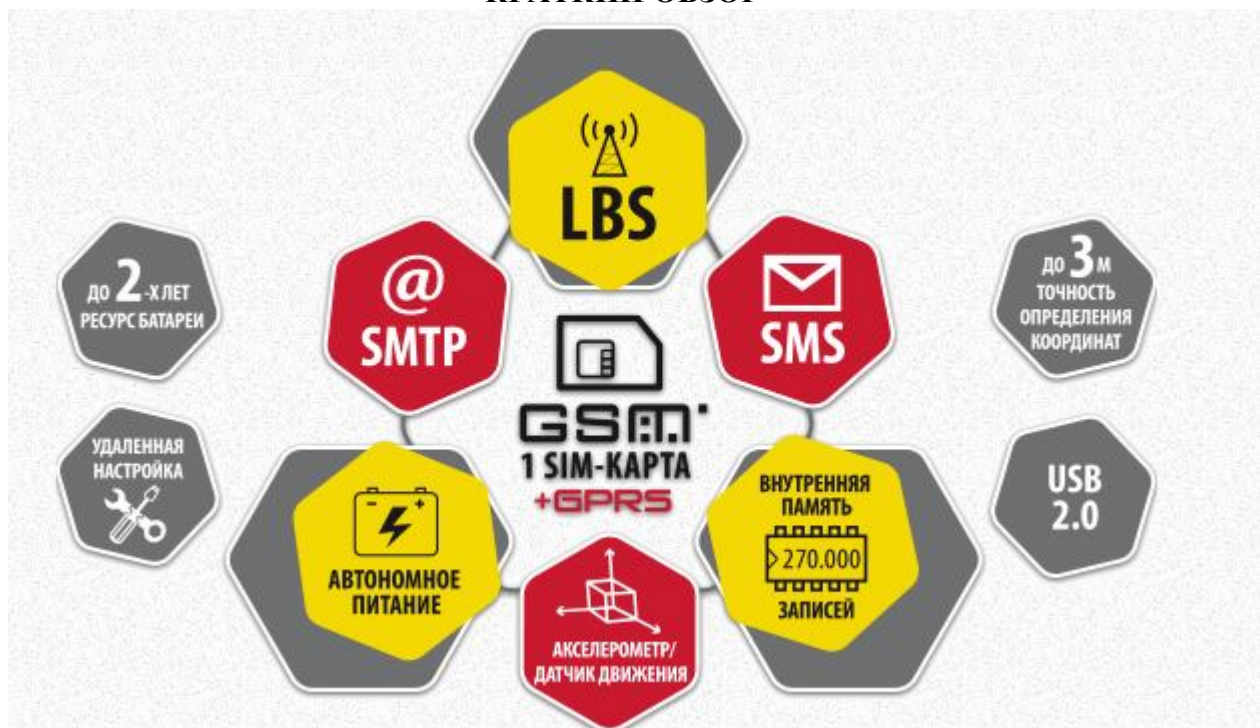 LBS
@
SMTP
SMS
ДО 2-Х ЛЕТ
РЕСУРС БАТАРЕИ
ДО 3 М
ТОЧНОСТЬ
ОПРЕДЕЛЕНИЯ
КООРДИНАТ
GSM
1 SIM-КАРТА
+GPRS
УДАЛЕННАЯ
НАСТРОЙКА
USB
2.0
АВТОНОМНОЕ
ПИТАНИЕ
ВНУТРЕННЯЯ
ПАМЯТЬ
270.000
ЗАПИСЕЙ
АКСЕЛЕРОМЕТР/
ДАТЧИК ДВИЖЕНИЯ